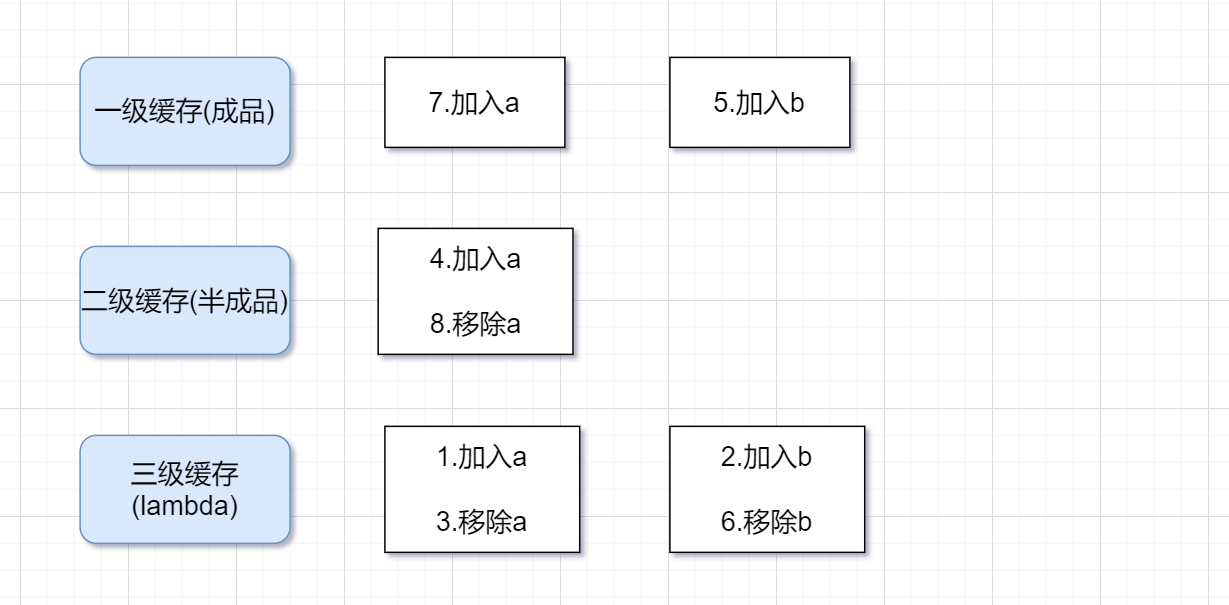 一级缓存(成品)
7.加入a
5.加入b
二级缓存(半成品)
4.加入a
8.移除a
三级缓存
(lambda)
1.加入a
3.移除a
2.加入b
6.移除b